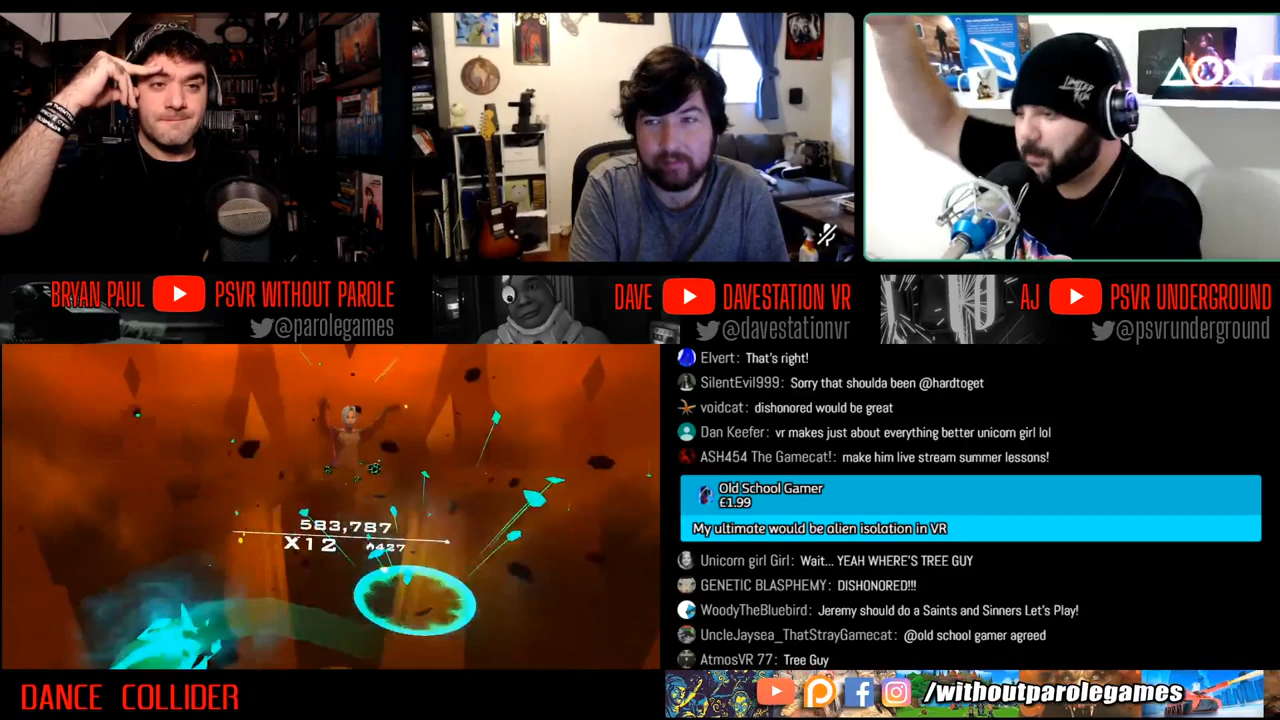 BRYAN PAUL PSVR WITHOUT PAROLE
@parolegames
DAVE DAVESTATION VR
@davestationvr
AJ PSVR UNDERGROUND
@psvrunderground
583,787
X12
427
DANCE COLLIDER
Elvert: That's right!
SilentEvil999: Sorry that shoulda been @hardtoget
voidcat: dishonored would be great
Dan Keefer: vr makes just about everything better unicorn girl lol
ASH454 The Gamecat!: make him live stream summer lessons!
Old School Gamer
£1.99
My ultimate would be alien isolation in VR
Unicorn girl Girl: Wait... YEAH WHERE'S TREE GUY
GENETIC BLASPHEMY: DISHONORED!!!
WoodyTheBluebird: Jeremy should do a Saints and Sinners Let's Play!
UncleJaysea_ThatStrayGamecat: @old school gamer agreed
AtmosVR 77: Tree Guy
/withoutparolegames